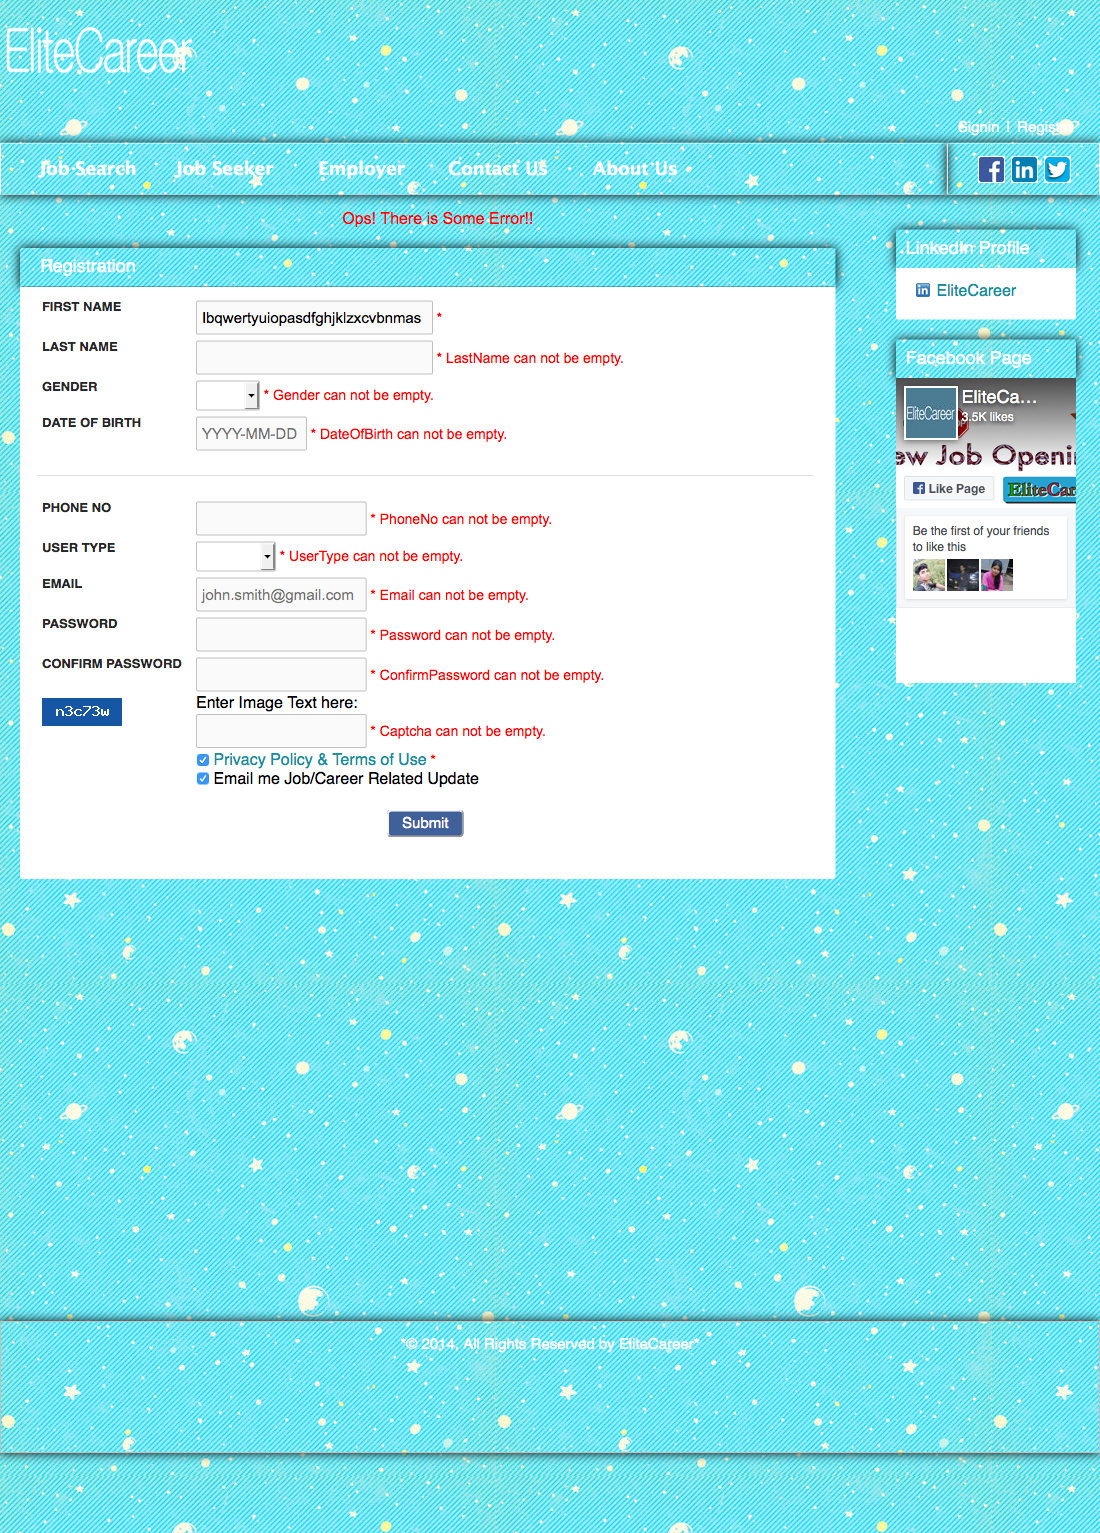 EliteCareer
Signin | Register
Job Search Job Seeker Employer Contact US About Us
Ops! There is Some Error!!
Registration
FIRST NAME
lbqwertyuiopasdfghjklzxcvbnmas *
LAST NAME
* LastName can not be empty.
GENDER
* Gender can not be empty.
DATE OF BIRTH
YYYY-MM-DD * DateOfBirth can not be empty.
PHONE NO
* PhoneNo can not be empty.
USER TYPE
* UserType can not be empty.
EMAIL
john.smith@gmail.com * Email can not be empty.
PASSWORD
* Password can not be empty.
CONFIRM PASSWORD
* ConfirmPassword can not be empty.
n3c73w
Enter Image Text here:
* Captcha can not be empty.
Privacy Policy & Terms of Use *
Email me Job/Career Related Update
Submit
LinkedIn Profile
EliteCareer
Facebook Page
EliteCareer
EliteCa...
3.5K likes
ew Job Openi
Like Page
EliteCar
Be the first of your friends
to like this
*© 2014, All Rights Reserved by EliteCareer*